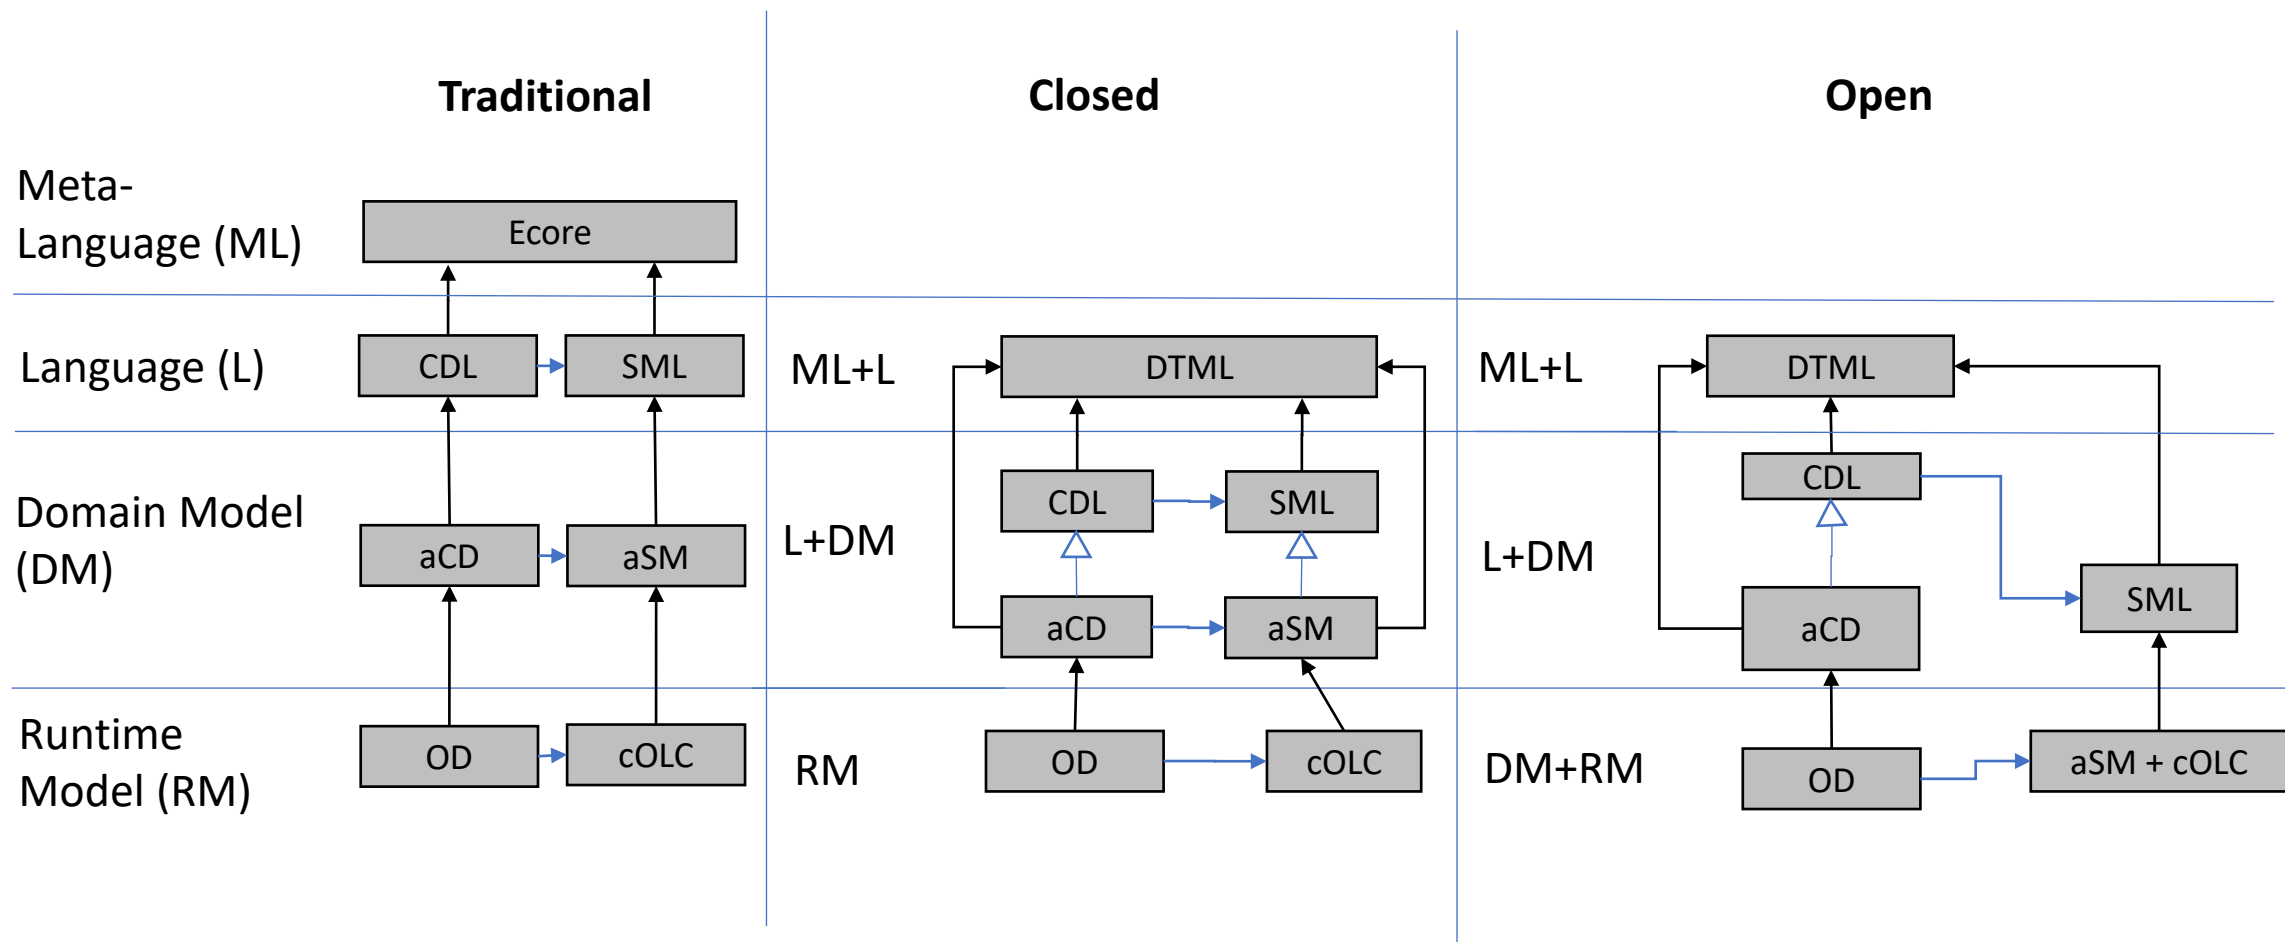 Traditional
Closed
Open
Meta-
Language (ML)
Ecore
Language (L)
CDL
SML
ML+L
DTML
ML+L
DTML
Domain Model
(DM)
aCD
aSM
L+DM
CDL
SML
aCD
aSM
L+DM
CDL
aCD
SML
Runtime
Model (RM)
OD
cOLC
RM
OD
cOLC
DM+RM
OD
aSM + cOLC